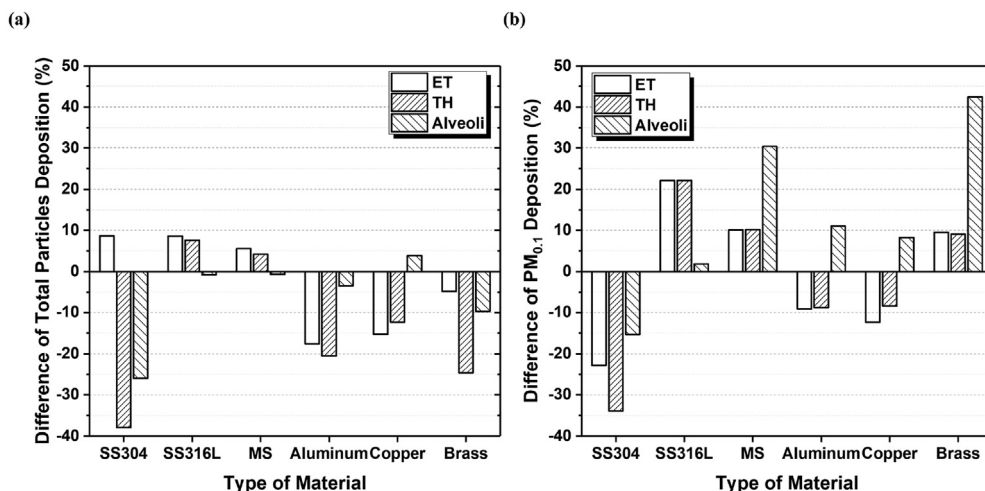 (a)
Difference of Total Particles Deposition (%)
50
40
30
20
10
0
-10
-20
-30
-40
ET
TH
Alveoli
SS304 SS316L MS Aluminum Copper Brass
Type of Material
(b)
Difference of PM0.1 Deposition (%)
50
40
30
20
10
0
-10
-20
-30
-40
ET
TH
Alveoli
SS304 SS316L MS Aluminum Copper Brass
Type of Material